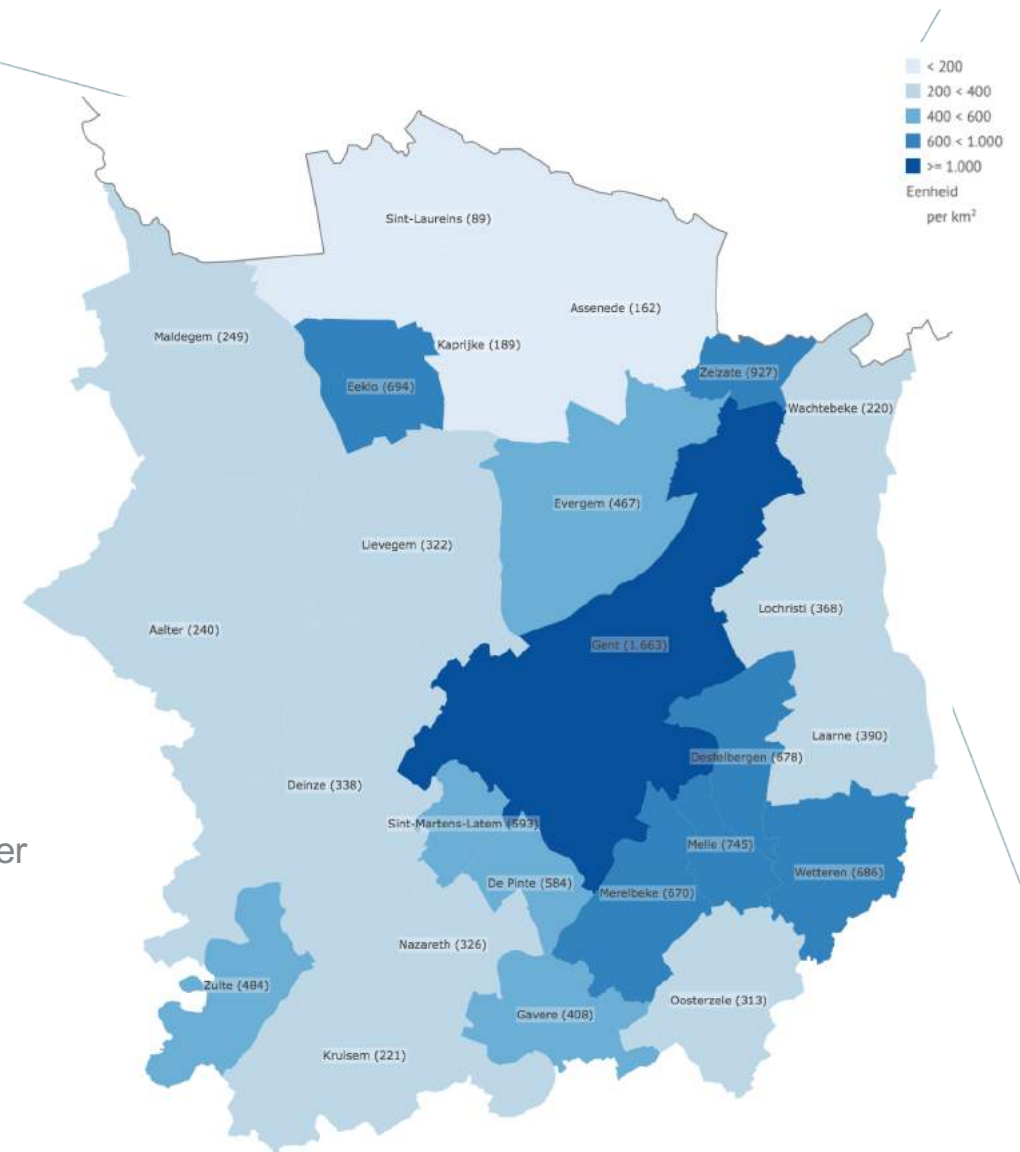 < 200
200 < 400
400 < 600
600 < 1.000
>= 1.000
Eenheid
per km²
Sint-Laureins (89)
Assenede (162)
Maldegem (249)
Kaprijke (189)
Zelzate (927)
Eeklo (694)
Wachtebeke (220)
Evergem (467)
Lievegem (322)
Lochristi (368)
Aalter (240)
Gent (1.663)
Laarne (390)
Destelbergen (678)
Deinze (338)
Sint-Martens-Latem (593)
Melle (745)
er
Wetteren (686)
De Pinte (584)
Merelbeke (670)
Nazareth (326)
Zulte (484)
Oosterzele (313)
Gavere (408)
Kruisem (221)